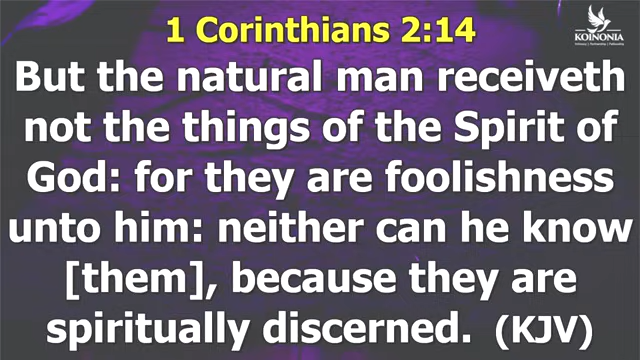 1 Corinthians 2:14
KOINONIA
But the natural man receiveth
not the things of the Spirit of
God: for they are foolishness
unto him: neither can he know
[them], because they are
spiritually discerned.  (KJV)